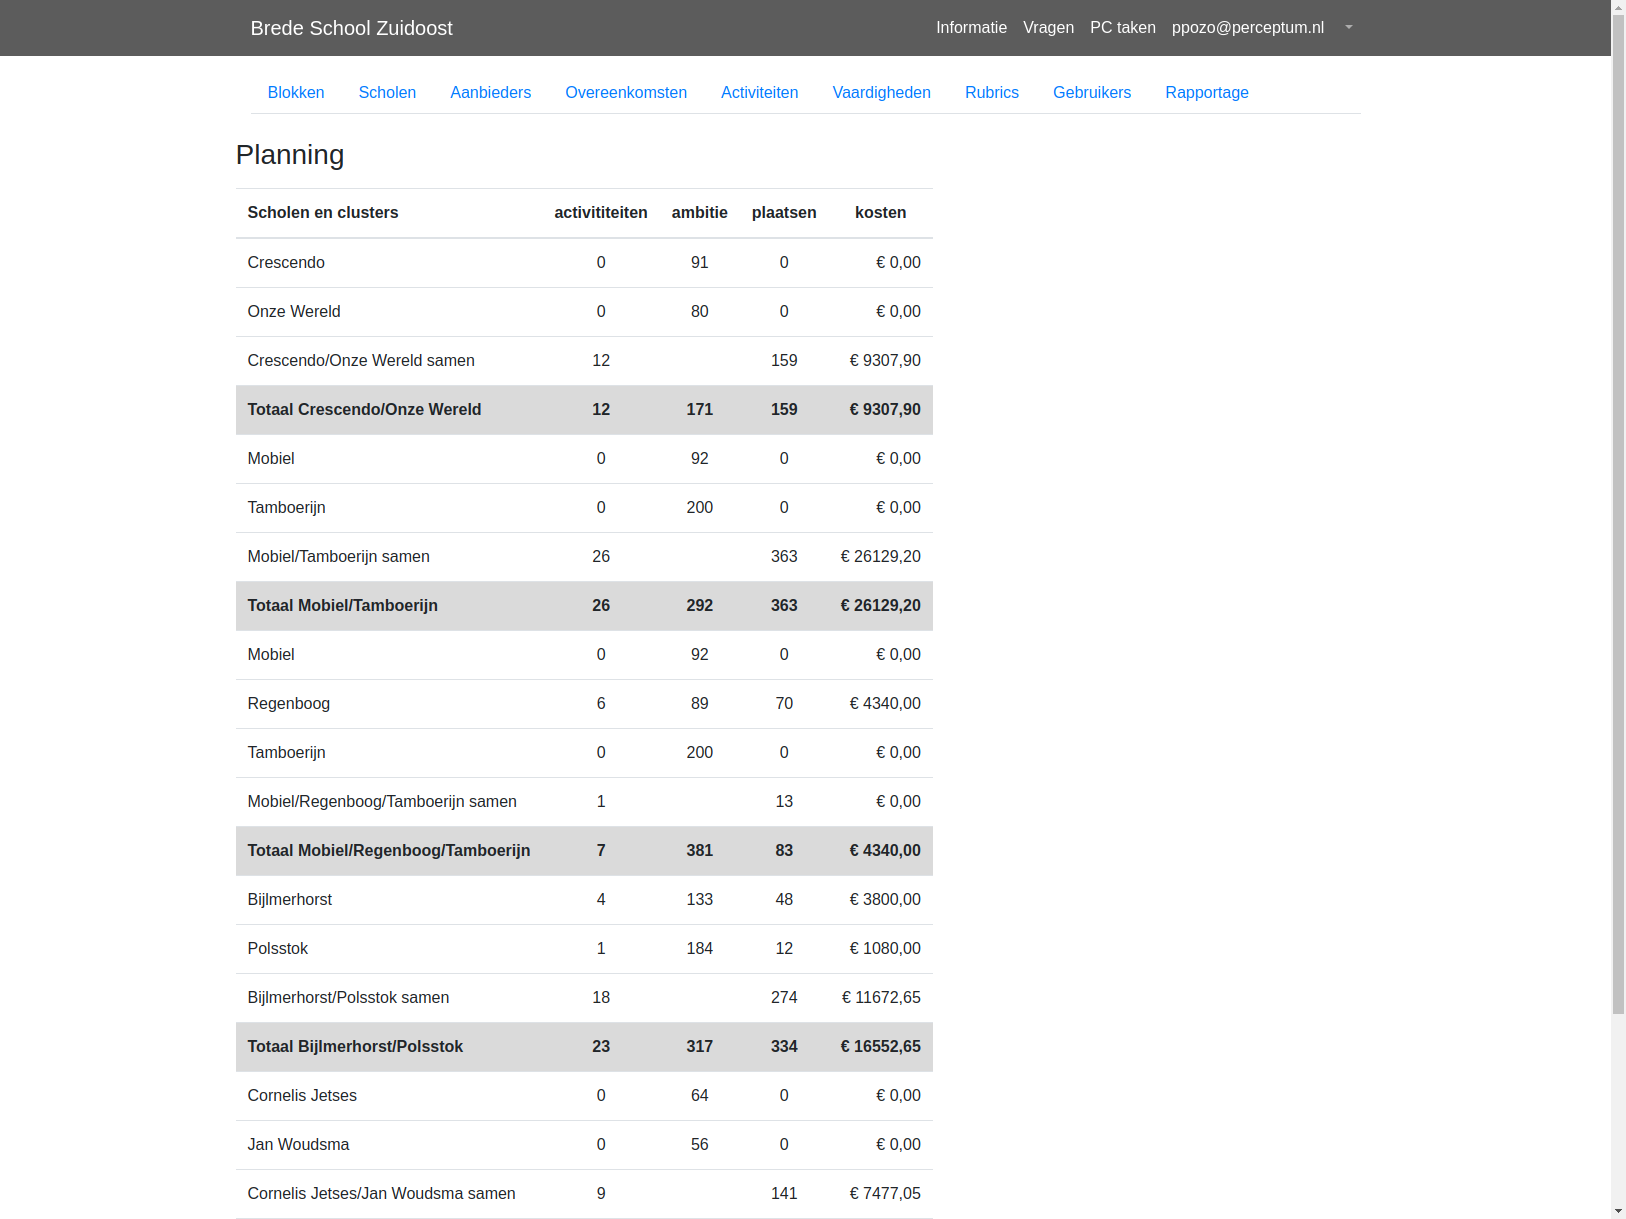 Brede School Zuidoost Informatie Vragen PC taken ppozo@perceptum.nl
Blokken Scholen Aanbieders Overeenkomsten Activiteiten Vaardigheden Rubrics Gebruikers Rapportage
Planning
Scholen en clusters activititeiten ambitie plaatsen kosten
Crescendo 0 91 0 € 0,00
Onze Wereld 0 80 0 € 0,00
Crescendo/Onze Wereld samen 12 159 € 9307,90
Totaal Crescendo/Onze Wereld 12 171 159 € 9307,90
Mobiel 0 92 0 € 0,00
Tamboerijn 0 200 0 € 0,00
Mobiel/Tamboerijn samen 26 363 € 26129,20
Totaal Mobiel/Tamboerijn 26 292 363 € 26129,20
Mobiel 0 92 0 € 0,00
Regenboog 6 89 70 € 4340,00
Tamboerijn 0 200 0 € 0,00
Mobiel/Regenboog/Tamboerijn samen 1 13 € 0,00
Totaal Mobiel/Regenboog/Tamboerijn 7 381 83 € 4340,00
Bijlmerhorst 4 133 48 € 3800,00
Polsstok 1 184 12 € 1080,00
Bijlmerhorst/Polsstok samen 18 274 € 11672,65
Totaal Bijlmerhorst/Polsstok 23 317 334 € 16552,65
Cornelis Jetses 0 64 0 € 0,00
Jan Woudsma 0 56 0 € 0,00
Cornelis Jetses/Jan Woudsma samen 9 141 € 7477,05